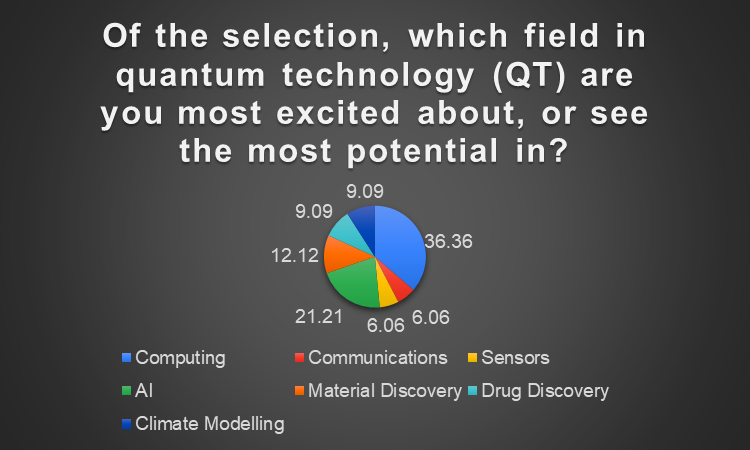 Of the selection, which field in
quantum technology (QT) are
you most excited about, or see
the most potential in?
9.09
9.09
36.36
12.12
21.21
6.06
6.06
Computing
Communications
Sensors
AI
Material Discovery
Drug Discovery
Climate Modelling